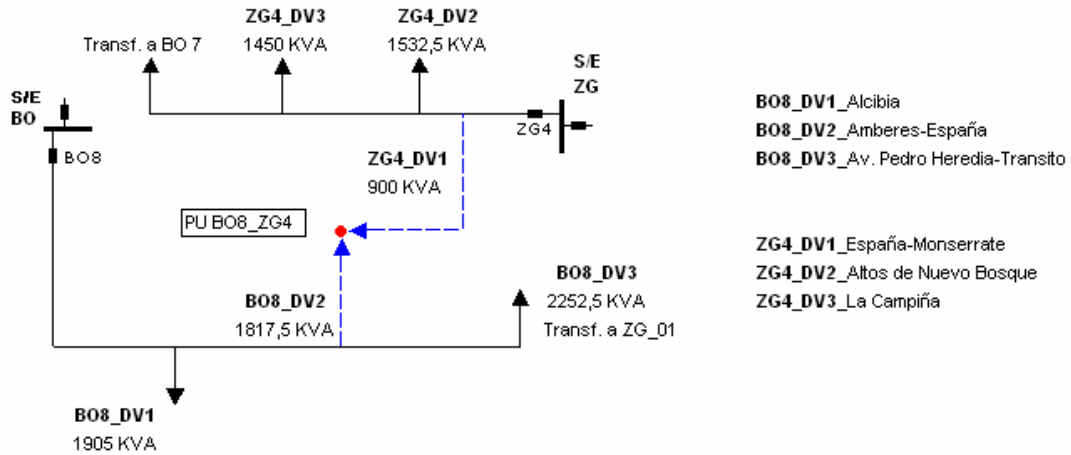 ZG4_DV3
1450 KVA
ZG4_DV2
1532,5 KVA
Transf. a BO 7
S/E
ZG
S/E
BO
BO8
ZG4
ZG4_DV1
900 KVA
PU BO8_ZG4
BO8_DV2
1817,5 KVA
BO8_DV3
2252,5 KVA
Transf. a ZG_01
BO8_DV1
1905 KVA
BO8_DV1_Alcibia
BO8_DV2_Amberes-España
BO8_DV3_Av. Pedro Heredia-Transito
ZG4_DV1_España-Monserrate
ZG4_DV2_Altos de Nuevo Bosque
ZG4_DV3_La Campiña